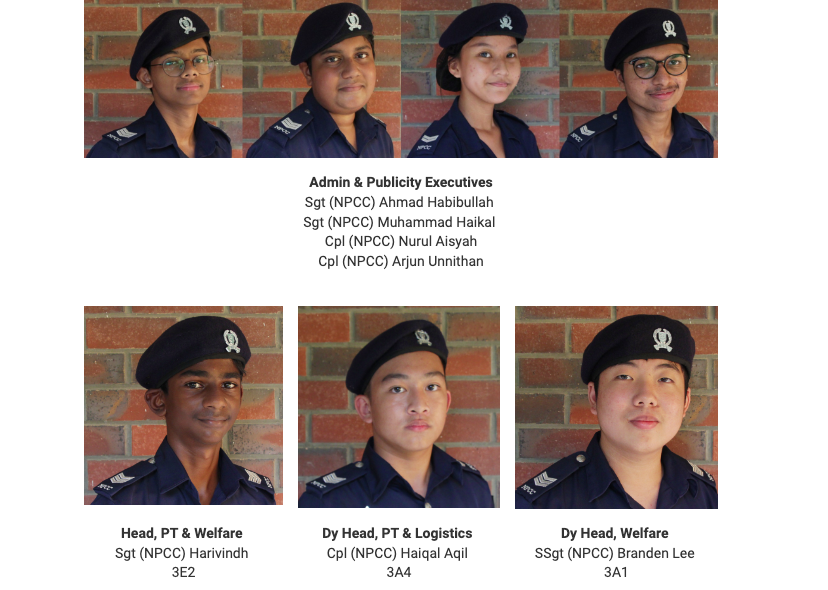 NPCC
NPCC
NPCC
NPCC
Admin & Publicity Executives
Sgt (NPCC) Ahmad Habibullah
Sgt (NPCC) Muhammad Haikal
Cpl (NPCC) Nurul Aisyah
Cpl (NPCC) Arjun Unnithan
NPCC
NPCC
NPCC
Head, PT & Welfare
Sgt (NPCC) Harivindh
3E2
Dy Head, PT & Logistics
Cpl (NPCC) Haiqal Aqil
3A4
Dy Head, Welfare
SSgt (NPCC) Branden Lee
3A1